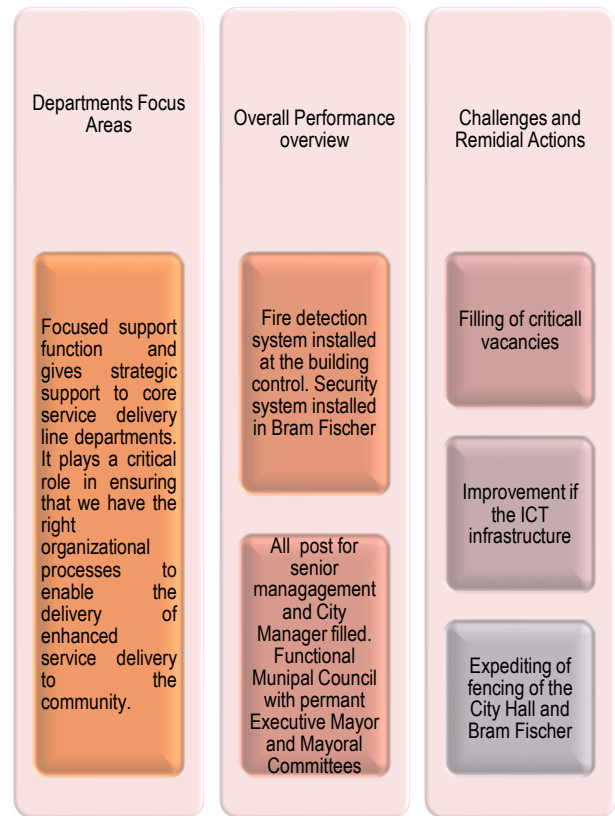 Departments Focus
Areas
Focused support
function and
gives strategic
support to core
service delivery
line departments.
It plays a critical
role in ensuring
that we have the
right
organizational
processes to
enable the
delivery of
enhanced
service delivery
to the
community.
Overall Performance
overview
Fire detection
system installed
at the building
control. Security
system installed
in Bram Fischer
All post for
senior
managagement
and City
Manager filled.
Functional
Munipal Council
with permant
Executive Mayor
and Mayoral
Committees
Challenges and
Remidial Actions
Filling of criticall
vacancies
Improvement if
the ICT
infrastructure
Expediting of
fencing of the
City Hall and
Bram Fischer